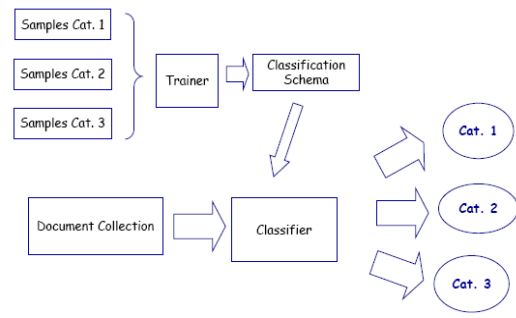 Samples Cat. 1
Samples Cat. 2
Samples Cat. 3
Trainer
Classification
Schema
Document Collection
Classifier
Cat. 1
Cat. 2
Cat. 3